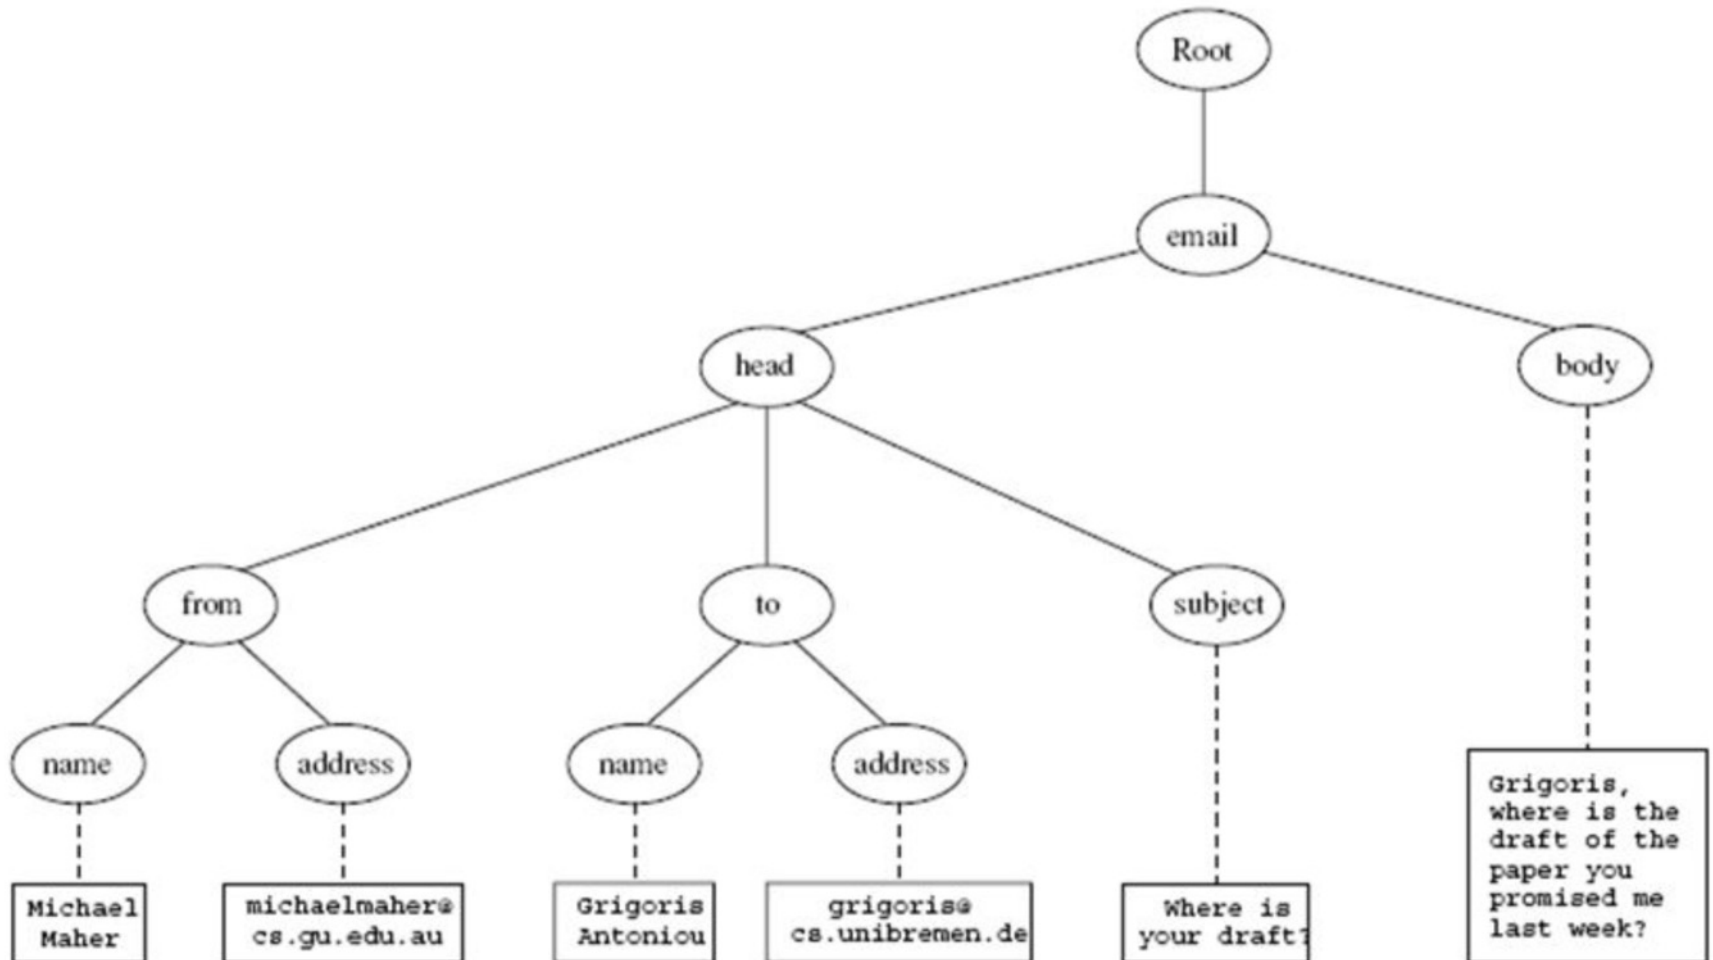 Root
email
head
body
from
to
subject
name
address
name
address
Michael
Maher
michaelmaher@
cs.gu.edu.au
Grigoris
Antoniou
grigoris@
cs.unibremen.de
Where is
your draft?
Grigoris,
where is the
draft of the
paper you
promised me
last week?